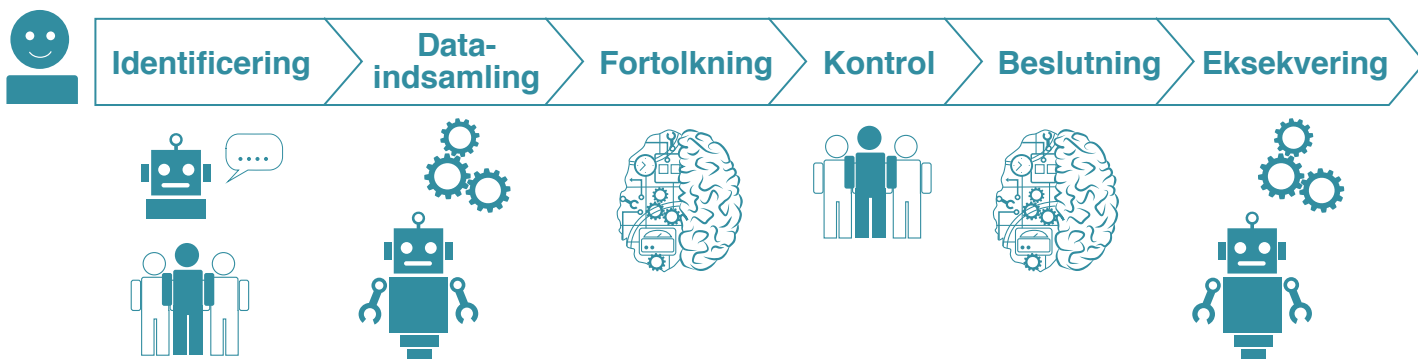 Identificering
Data-
indsamling
Fortolkning
Kontrol
Beslutning
Eksekvering
....